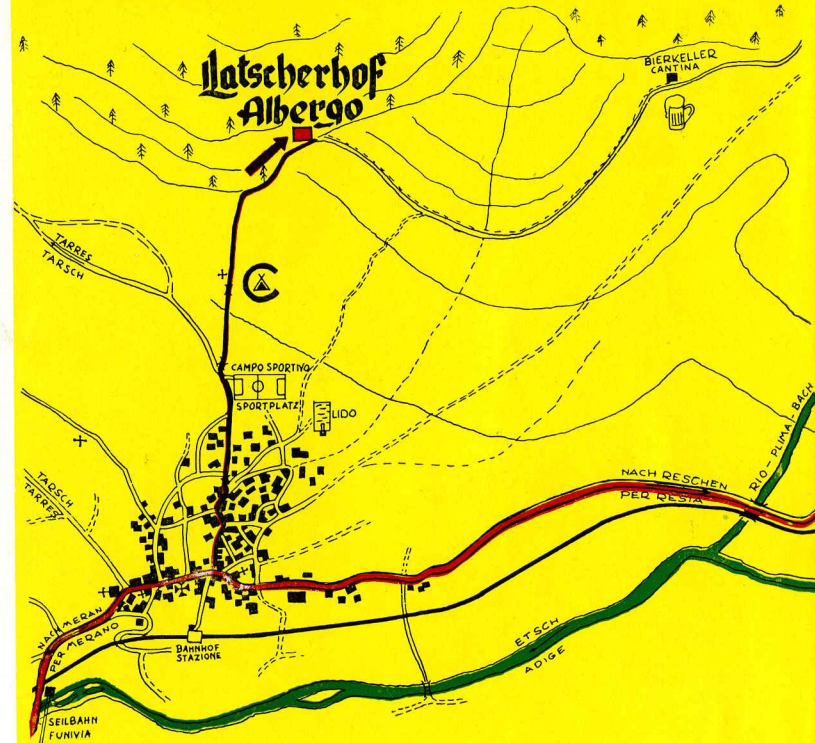 Latscherhof
Albergo
BIERKELLER
CANTINA
TARRES
TARSCH
CAMPO SPORTIVO
SPORTPLATZ
LIDO
TARSCH
TARRES
NACH RESCHEN
PER RESIA
RIO-PLIMA-BACH
NACH MERAN
PER MERANO
BAHNHOF
STAZIONE
ETSCH
ADIGE
SEILBAHN
FUNIVIA